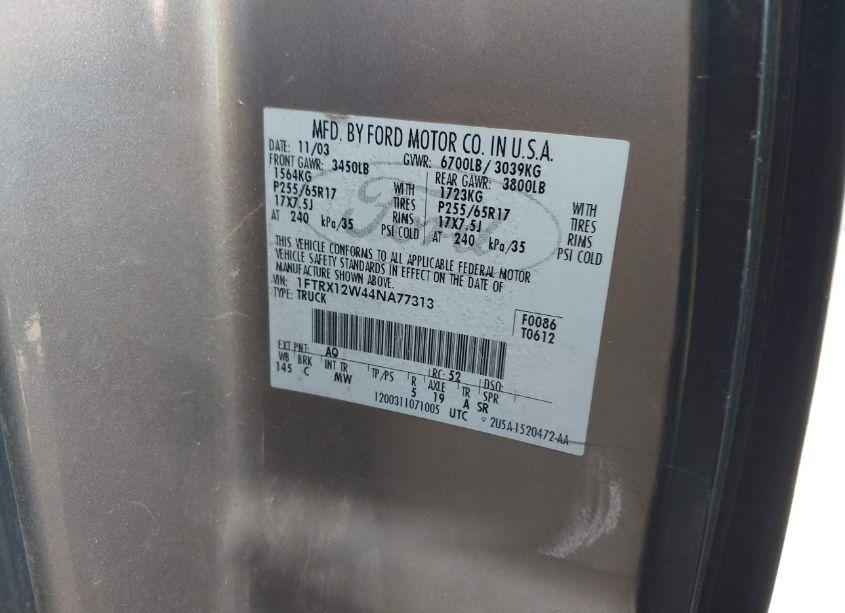 MFD. BY FORD MOTOR CO. IN U.S.A.
DATE: 11/03 GVWR: 6700LB/ 3039KG
FRONT GAWR: 3450LB REAR GAWR: 3800LB
1564KG WITH 1723KG WITH
P255/65R17 TIRES P255/65R17 TIRES
17X7.5J RIMS 17X7.5J RIMS
AT 240 kPa/35 PSI COLD AT 240 kPa/35 PSI COLD
Ford
THIS VEHICLE CONFORMS TO ALL APPLICABLE FEDERAL MOTOR
VEHICLE SAFETY STANDARDS IN EFFECT ON THE DATE OF
MANUFACTURE SHOWN ABOVE.
VIN: 1FTRX12W44NA77313
TYPE: TRUCK
F0086
T0612
EXT PNT: AQ RC: 52 DSO:
WB BRK INT TR TP/PS R AXLE TR SPR
145 C MW 5 19 A SR
1200311071005 UTC 2U5A-1520472-AA